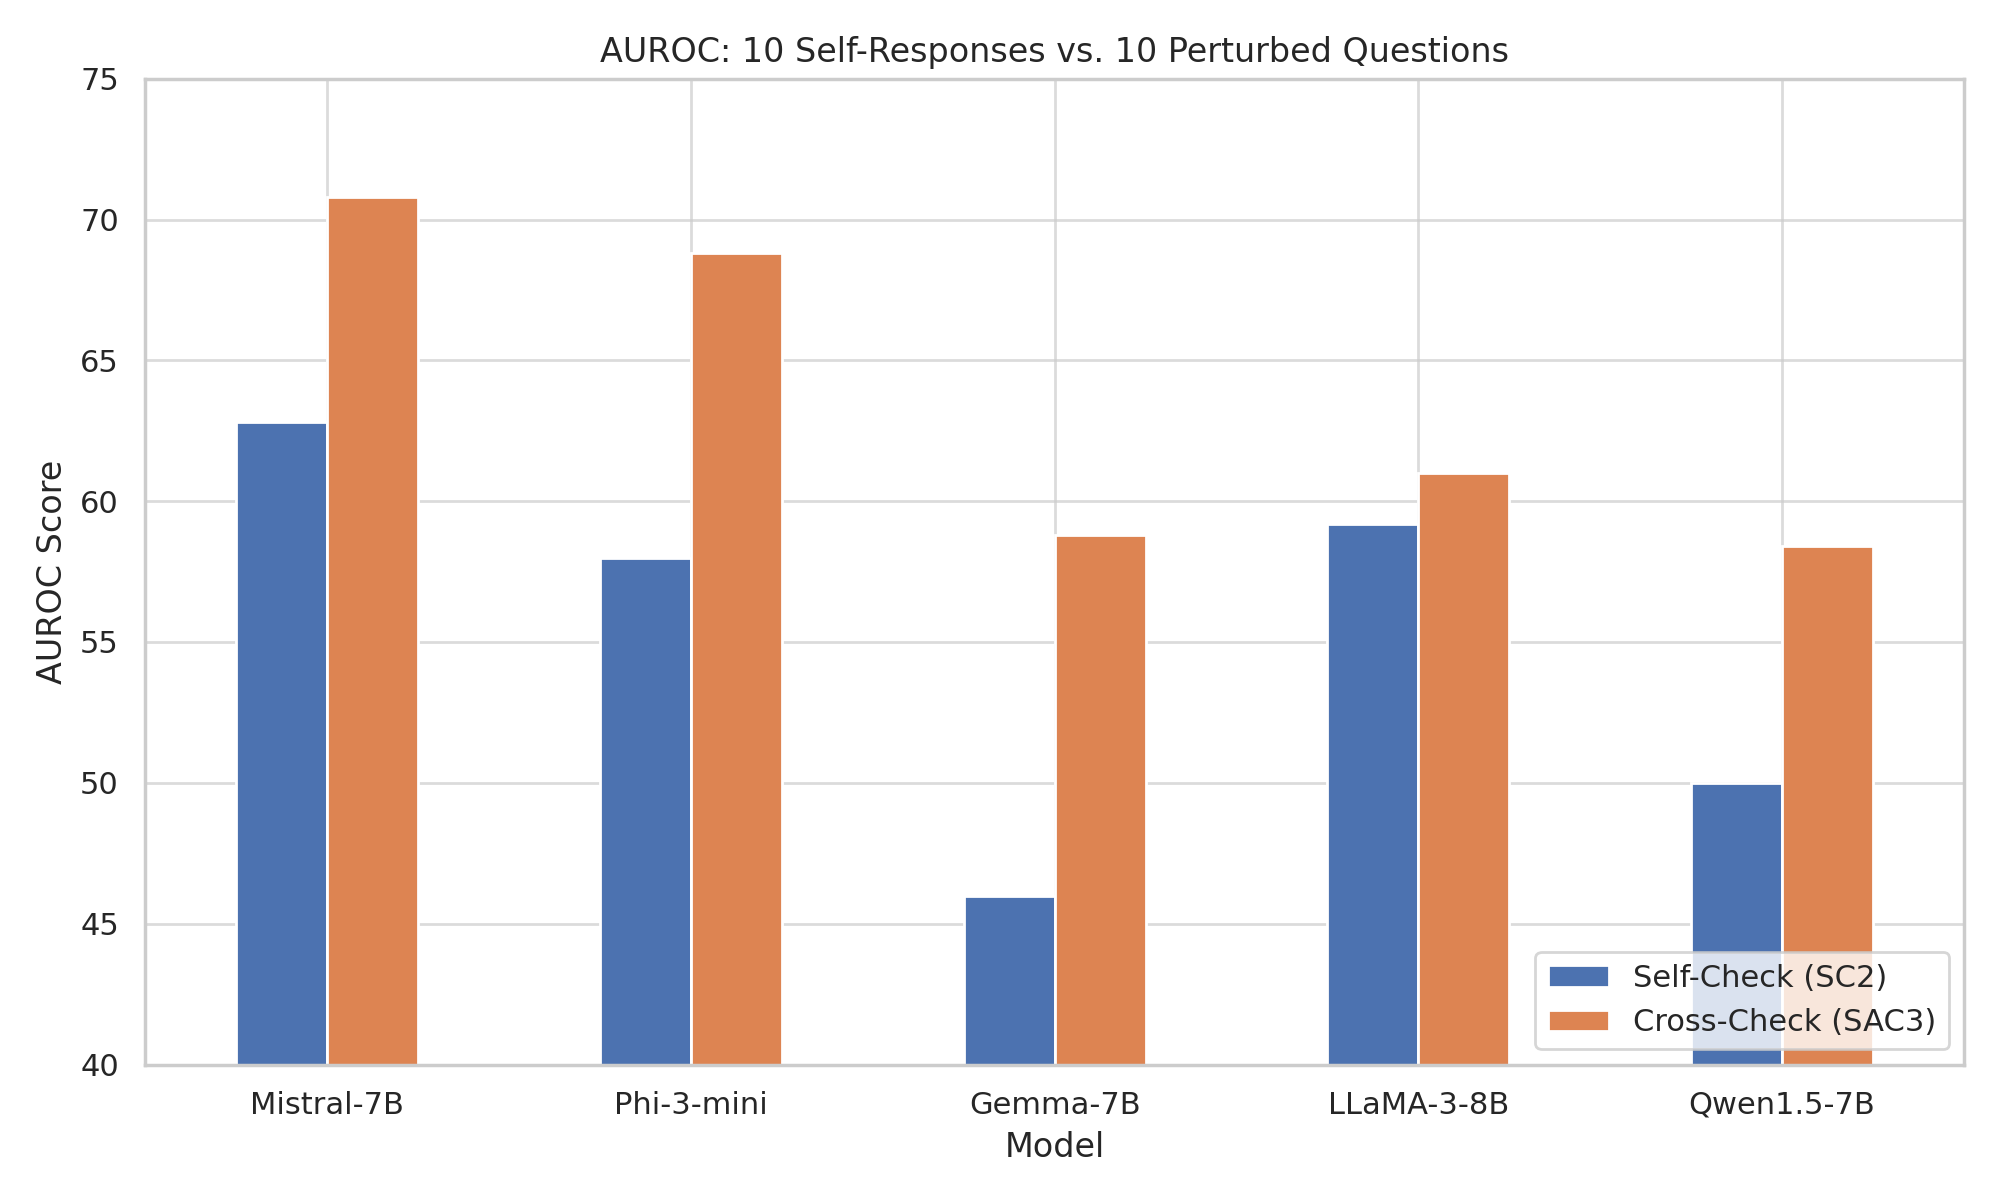 AUROC: 10 Self-Responses vs. 10 Perturbed Questions
75
70
65
60
55
50
45
40
AUROC Score
Self-Check (SC2)
Cross-Check (SAC3)
Mistral-7B
Phi-3-mini
Gemma-7B
LLaMA-3-8B
Qwen1.5-7B
Model